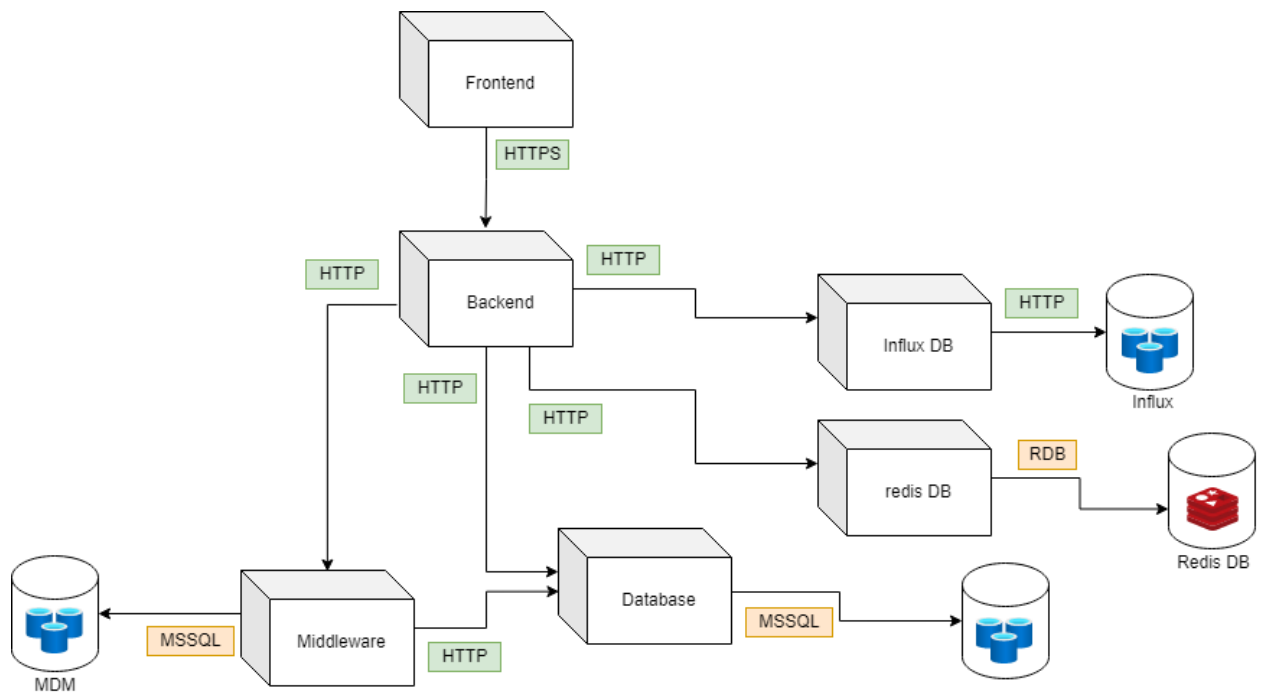 Frontend
HTTPS
HTTP
HTTP
Backend
HTTP
Influx DB
Influx
HTTP
HTTP
RDB
redis DB
Redis DB
Database
MSSQL
Middleware
MSSQL
HTTP
MDM